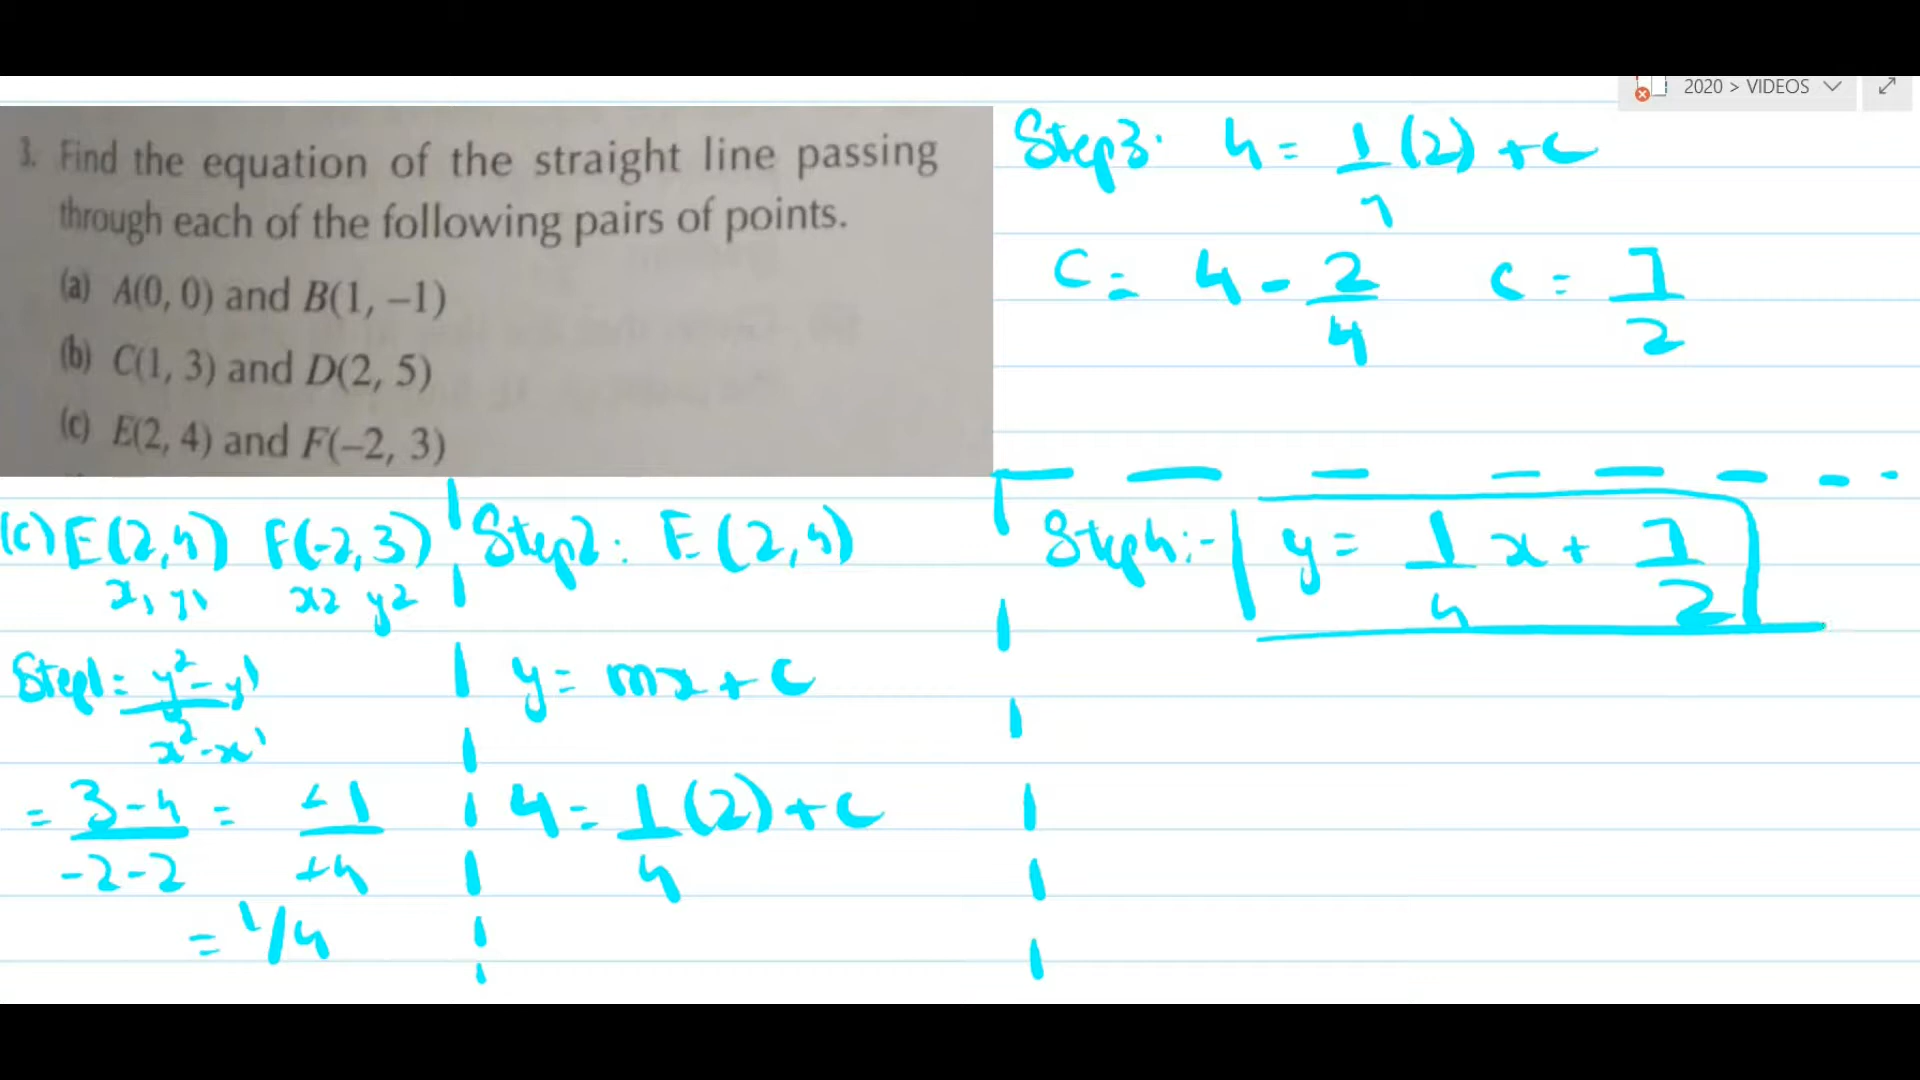 2020 > VIDEOS
3. Find the equation of the straight line passing
through each of the following pairs of points.
(a) A(0, 0) and B(1, –1)
(b) C(1, 3) and D(2, 5)
(c) E(2, 4) and F(–2, 3)
(c) E(2,4) F(-2,3)
x1 y1 x2 y2
Step1: y2-y1
x2-x1
= 3-4 = -1
-2-2 -4
= 1/4
Step2: E(2,4)
y= mx+c
4= 1(2)+c
4
Step3: 4= 1(2)+c
4
c= 4-2 c= 7
4 2
Step4:- y= 1x+ 7
4 2